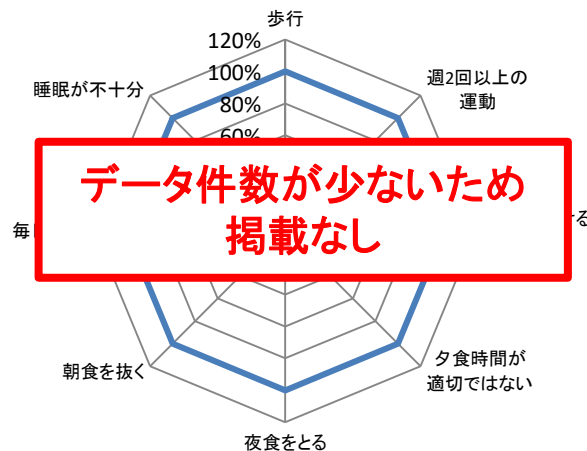 歩行
120%
100%
80%
60%
週2回以上の
運動
睡眠が不十分
データ件数が少ないため
掲載なし
毎
る
夕食時間が
適切ではない
朝食を抜く
夜食をとる